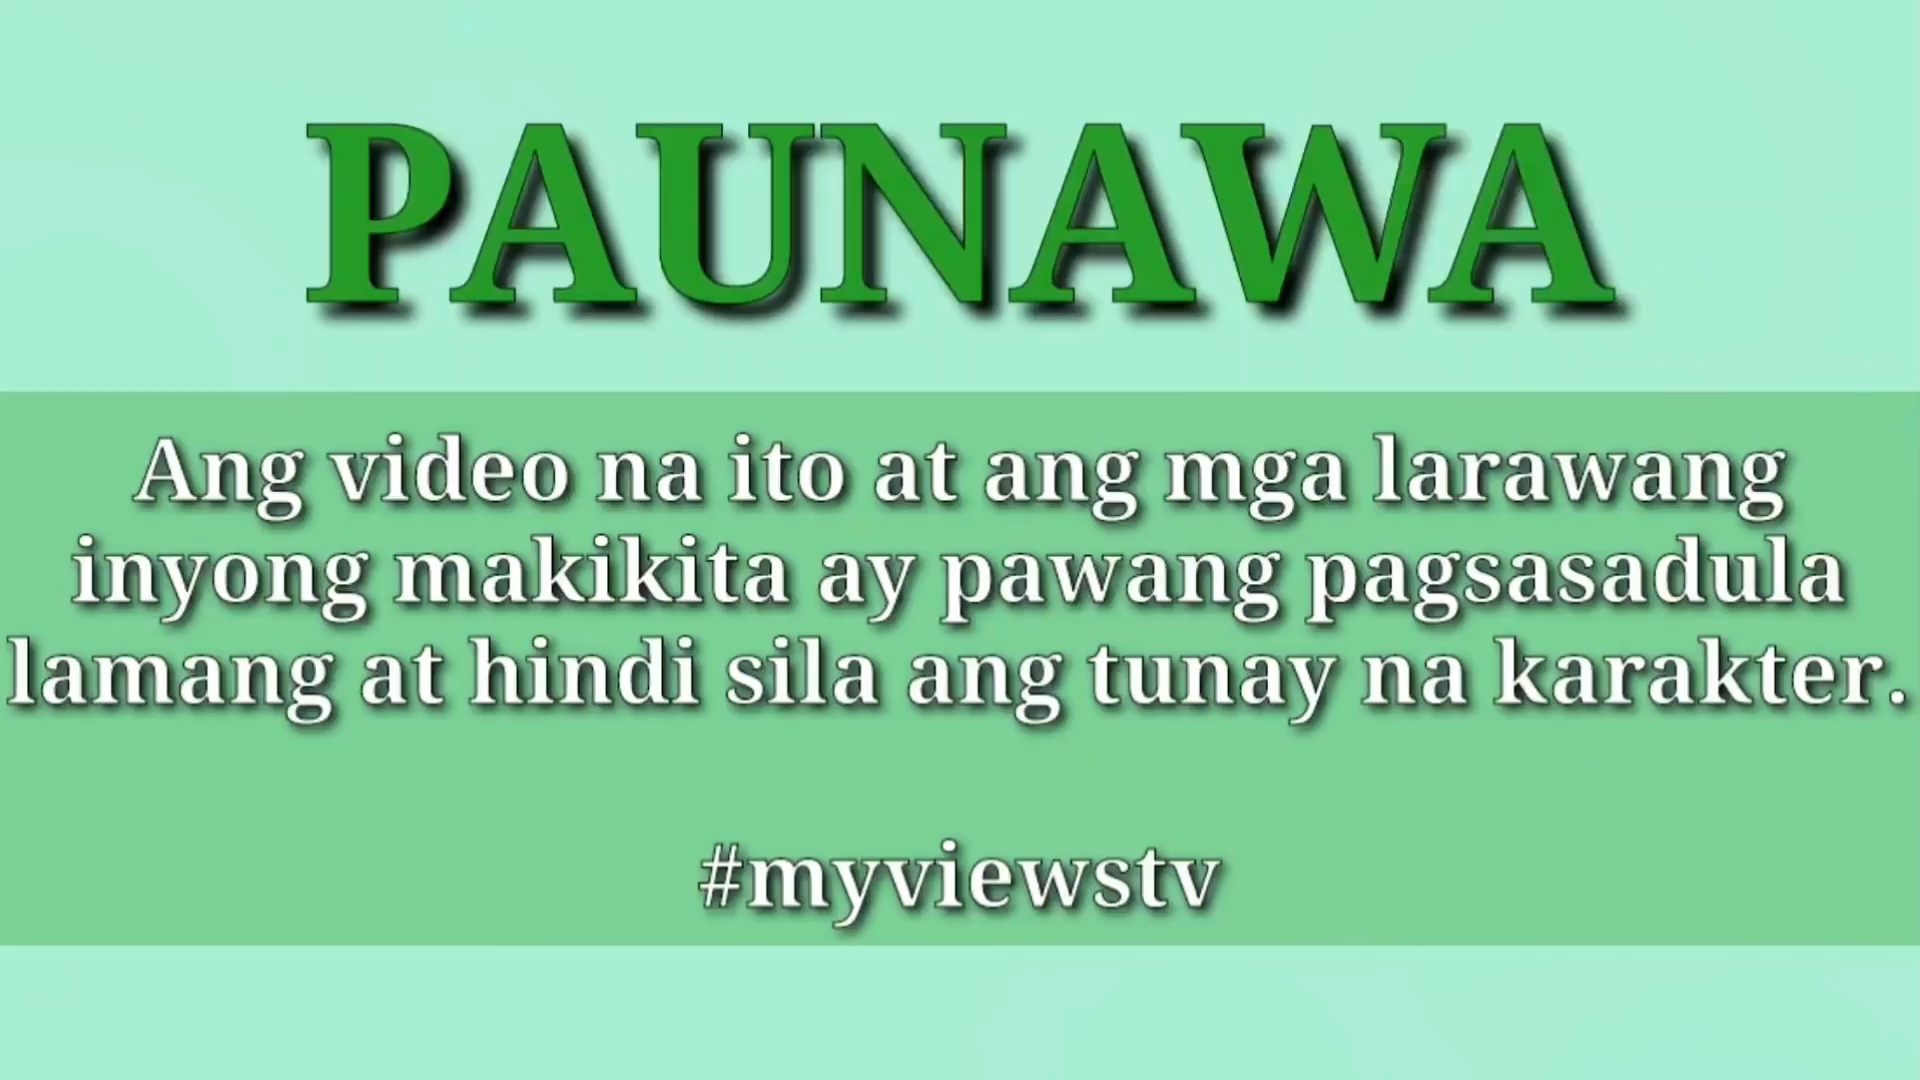 PAUNAWA
Ang video na ito at ang mga larawang
inyong makikita ay pawang pagsasadula
lamang at hindi sila ang tunay na karakter.
#myviewstv